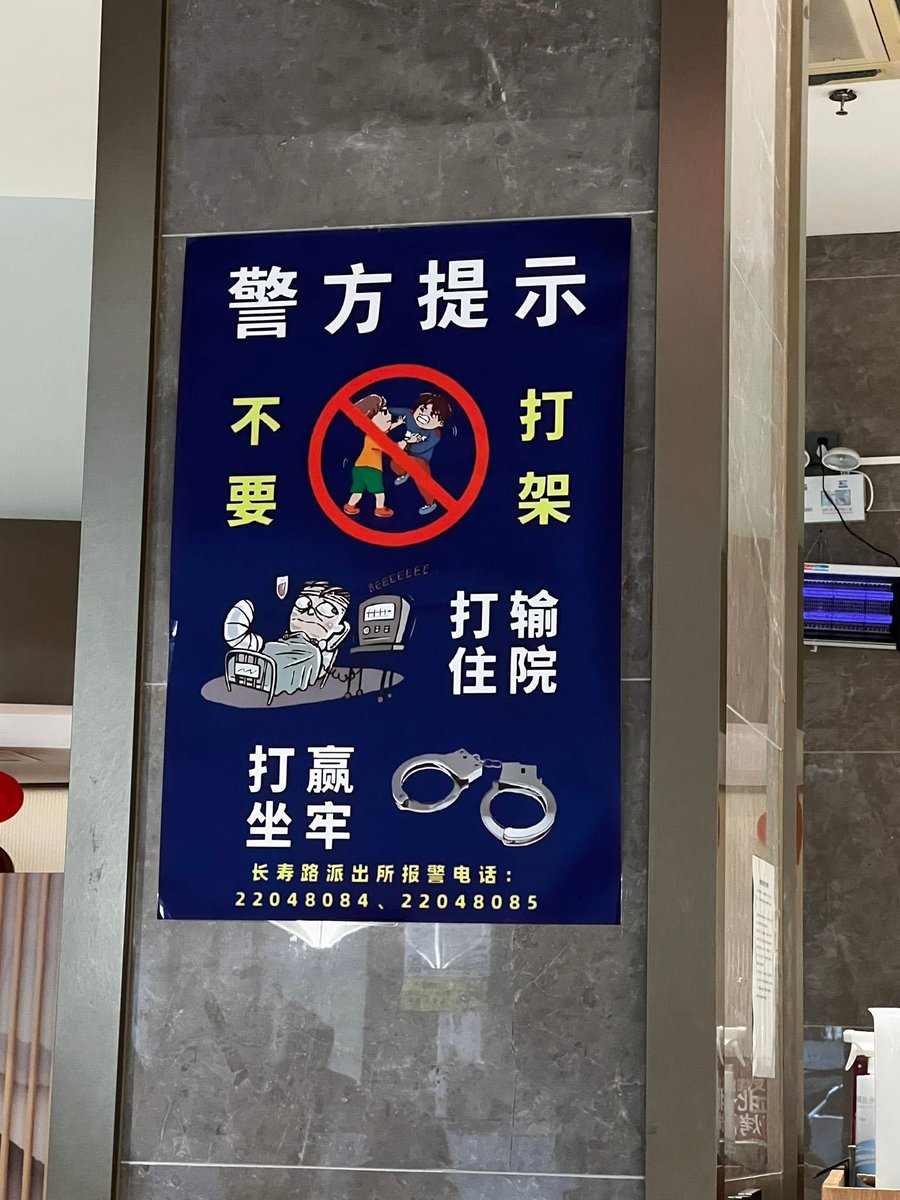 警方提示
不要
打架
BEEEEEEE
打输
住院
打赢
坐牢
长寿路派出所报警电话：
22048084、22048085